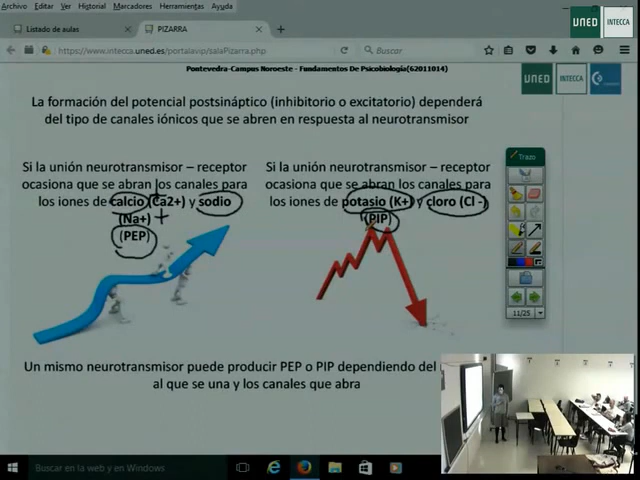 Archivo Editar Ver Historial Marcadores Herramientas Ayuda
Listado de aulas
PIZARRA
https://www.intecca.uned.es/portalavip/salaPizarra.php
Buscar
UNED
INTECCA
Pontevedra-Campus Noroeste - Fundamentos De Psicobiología(62011014)
UNED
INTECCA
La formación del potencial postsináptico (inhibitorio o excitatorio) dependerá
del tipo de canales iónicos que se abren en respuesta al neurotransmisor
Si la unión neurotransmisor – receptor
ocasiona que se abran los canales para
los iones de calcio (Ca2+) y sodio
(Na+) +
(PEP)
Si la unión neurotransmisor – receptor
ocasiona que se abran los canales para
los iones de potasio (K+) y cloro (Cl -)
(PIP)
Trazo
11/25
Un mismo neurotransmisor puede producir PEP o PIP dependiendo del
al que se una y los canales que abra
Buscar en la web y en Windows